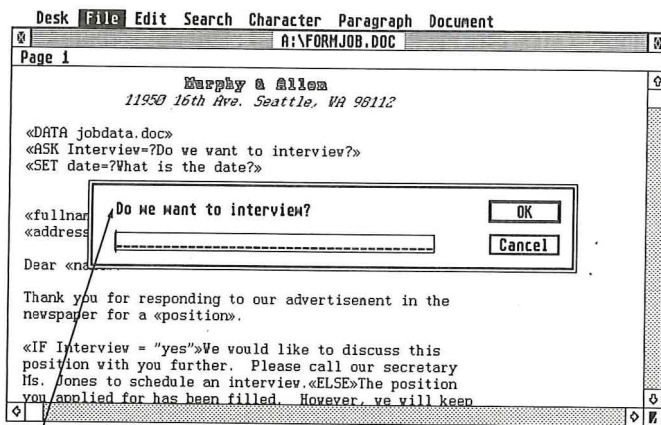 Desk File Edit Search Character Paragraph Document
A:\FORMJOB.DOC
Page 1
Murphy & Allen
11950 16th Ave. Seattle, WA 98112
«DATA jobdata.doc»
«ASK Interview=?Do we want to interview?»
«SET date=?What is the date?»
Do we want to interview?
OK
Cancel
«fullnam
«address
Dear «na
Thank you for responding to our advertisement in the
newspaper for a «position».
«IF Interview = "yes"»We would like to discuss this
position with you further. Please call our secretary
Ms. Jones to schedule an interview.«ELSE»The position
you applied for has been filled. However, we will keep